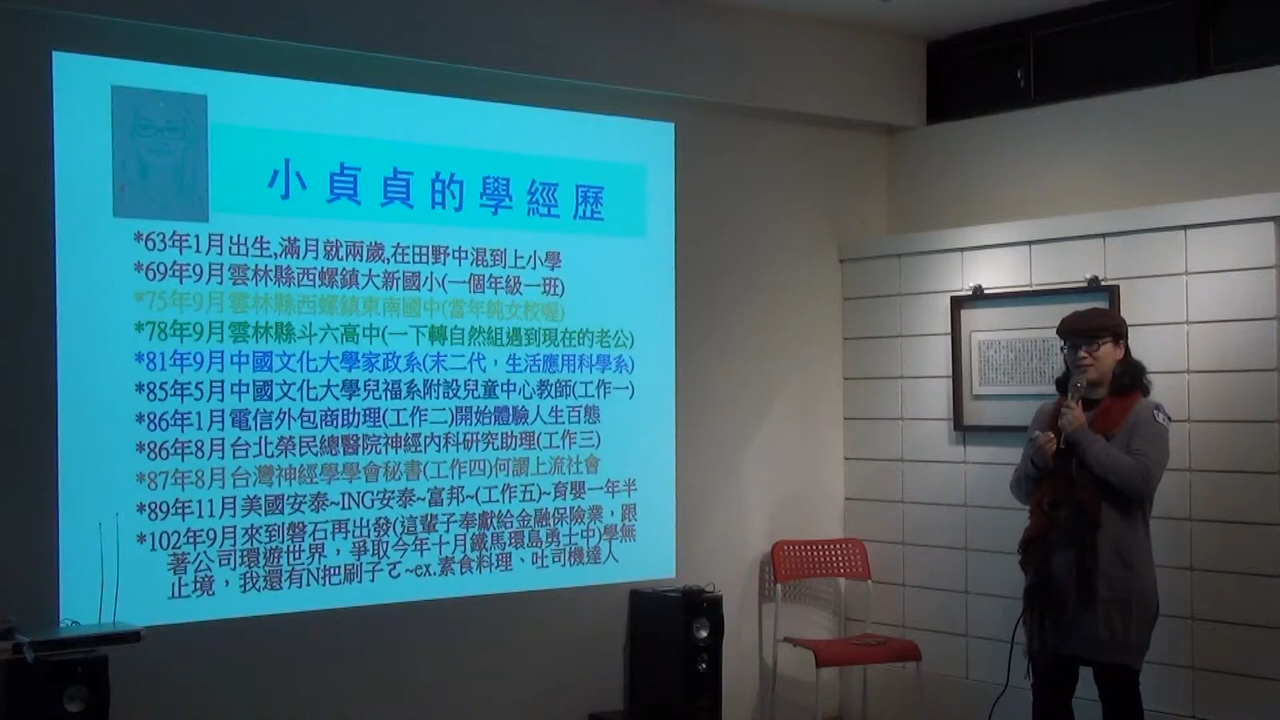 小貞貞的學經歷
*63年1月出生,滿月就兩歲,在田野中混到上小學
*69年9月雲林縣西螺鎮大新國小(一個年級一班)
*75年9月雲林縣西螺鎮東南國中(當年純女校喔)
*78年9月雲林縣斗六高中(一下轉自然組遇到現在的老公)
*81年9月中國文化大學家政系(末二代，生活應用科學系)
*85年5月中國文化大學兒福系附設兒童中心教師(工作一)
*86年1月電信外包商助理(工作二)開始體驗人生百態
*86年8月台北榮民總醫院神經內科研究助理(工作三)
*87年8月台灣神經學學會秘書(工作四)何謂上流社會
*89年11月美國安泰~ING安泰~富邦~(工作五)~育嬰一年半
*102年9月來到磐石再出發(這輩子奉獻給金融保險業，跟
著公司環遊世界，爭取今年十月鐵馬環島勇士中)學無
止境，我還有N把刷子ㄛ~ex.素食料理、吐司機達人